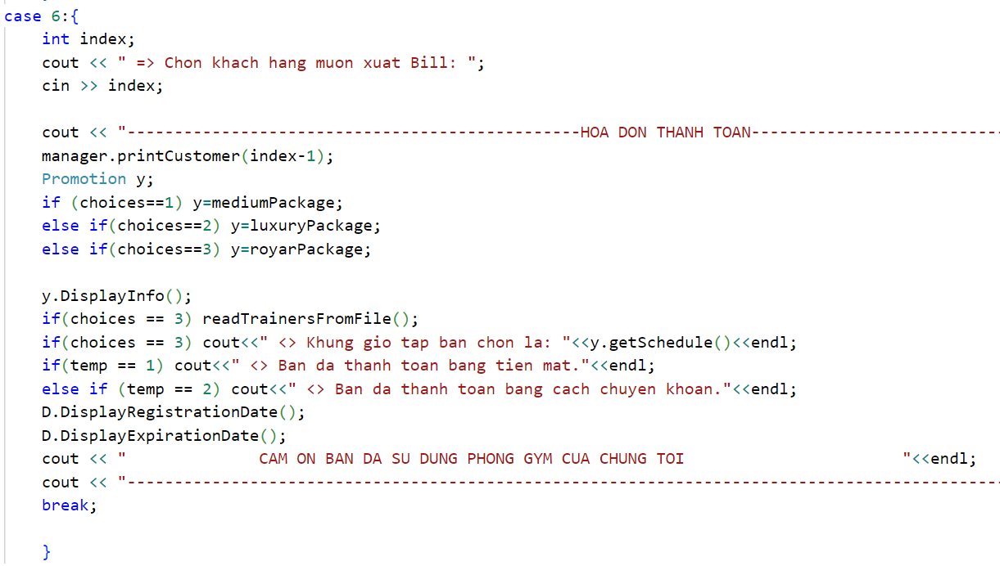 case 6:{
int index;
cout << " => Chon khach hang muon xuat Bill: ";
cin >> index;
cout << "------------------------------------------------HOA DON THANH TOAN--------------------------
manager.printCustomer(index-1);
Promotion y;
if (choices==1) y=mediumPackage;
else if(choices==2) y=luxuryPackage;
else if(choices==3) y=royarPackage;
y.DisplayInfo();
if(choices == 3) readTrainersFromFile();
if(choices == 3) cout<<" <> Khung gio tap ban chon la: "<<y.getSchedule()<<endl;
if(temp == 1) cout<<" <> Ban da thanh toan bang tien mat."<<endl;
else if (temp == 2) cout<<" <> Ban da thanh toan bang cach chuyen khoan."<<endl;
D.DisplayRegistrationDate();
D.DisplayExpirationDate();
cout << "              CAM ON BAN DA SU DUNG PHONG GYM CUA CHUNG TOI                       "<<endl;
cout << "--------------------------------------------------------------------------------------------
break;
}